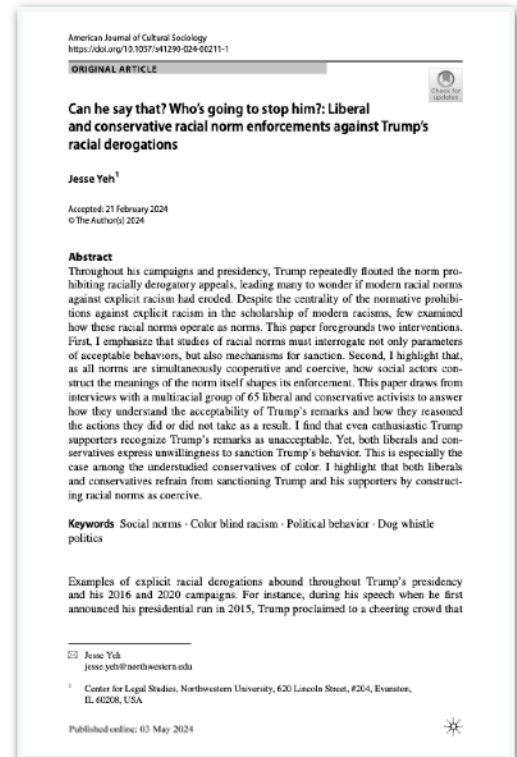 American Journal of Cultural Sociology
https://doi.org/10.1057/s41290-024-00211-1
ORIGINAL ARTICLE
Check for
updates
Can he say that? Who's going to stop him?: Liberal
and conservative racial norm enforcements against Trump's
racial derogations
Jesse Yeh¹
Accepted: 21 February 2024
© The Author(s) 2024
Abstract
Throughout his campaigns and presidency, Trump repeatedly flouted the norm pro-
hibiting racially derogatory appeals, leading many to wonder if modern racial norms
against explicit racism had eroded. Despite the centrality of the normative prohibi-
tions against explicit racism in the scholarship of modern racisms, few examined
how these racial norms operate as norms. This paper foregrounds two interventions.
First, I emphasize that studies of racial norms must interrogate not only parameters
of acceptable behaviors, but also mechanisms for sanction. Second, I highlight that,
as all norms are simultaneously cooperative and coercive, how social actors con-
struct the meanings of the norm itself shapes its enforcement. This paper draws from
interviews with a multiracial group of 65 liberal and conservative activists to answer
how they understand the acceptability of Trump's remarks and how they reasoned
the actions they did or did not take as a result. I find that even enthusiastic Trump
supporters recognize Trump's remarks as unacceptable. Yet, both liberals and con-
servatives express unwillingness to sanction Trump's behavior. This is especially the
case among the understudied conservatives of color. I highlight that both liberals
and conservatives refrain from sanctioning Trump and his supporters by construct-
ing racial norms as coercive.
Keywords Social norms · Color blind racism · Political behavior · Dog whistle
politics
Examples of explicit racial derogations abound throughout Trump's presidency
and his 2016 and 2020 campaigns. For instance, during his speech when he first
announced his presidential run in 2015, Trump proclaimed to a cheering crowd that
Jesse Yeh
jesse.yeh@northwestern.edu
1 Center for Legal Studies, Northwestern University, 620 Lincoln Street, #204, Evanston,
IL 60208, USA
Published online: 03 May 2024